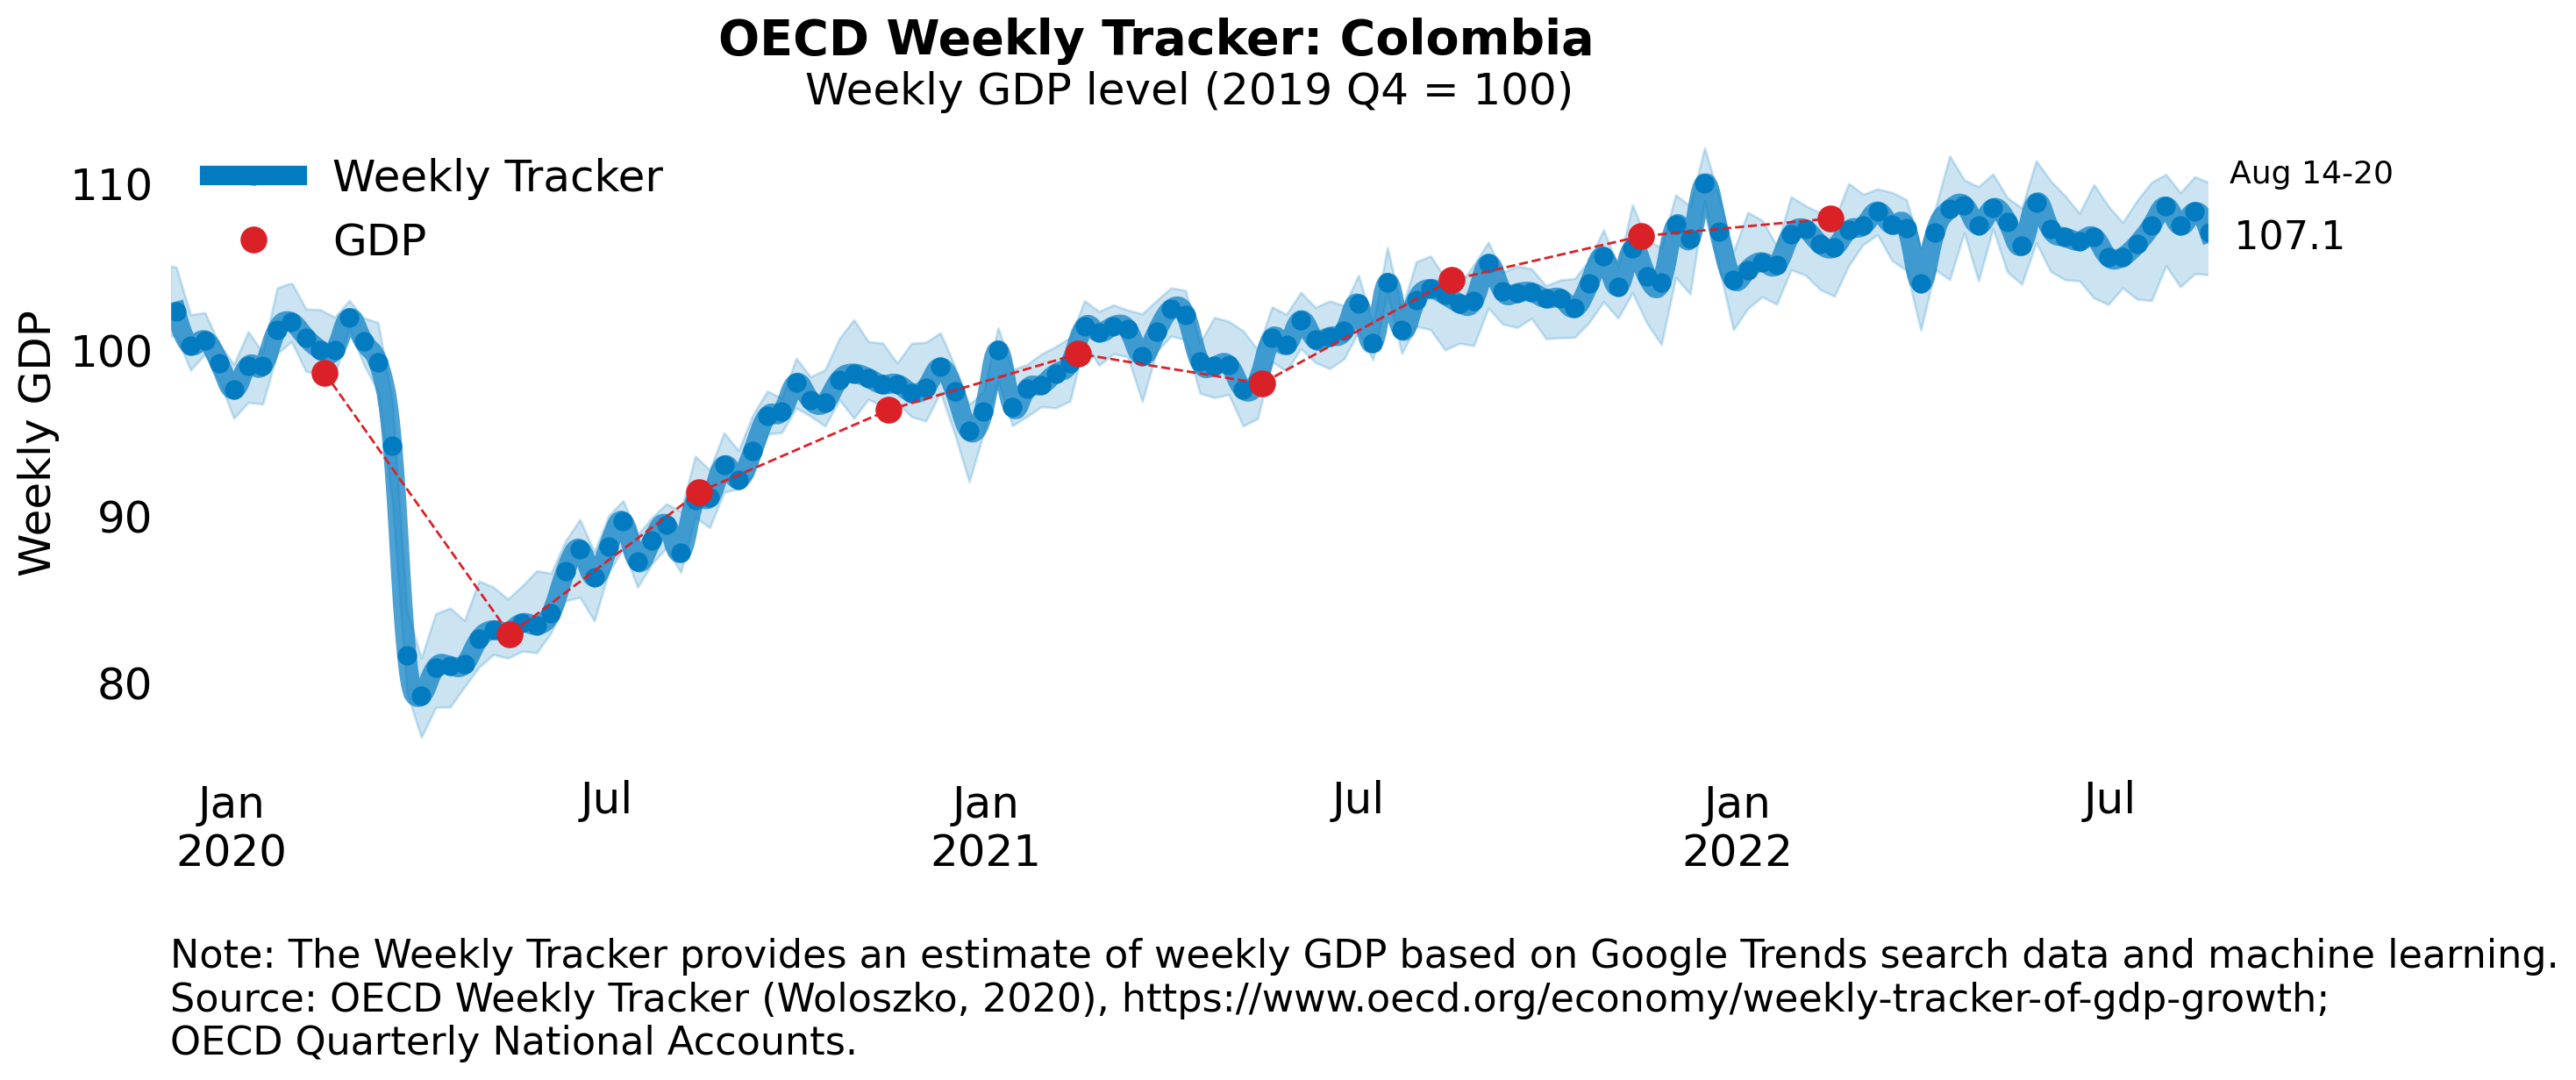 OECD Weekly Tracker: Colombia
Weekly GDP level (2019 Q4 = 100)
Weekly Tracker
GDP
Aug 14-20
107.1
Weekly GDP
110
100
90
80
Jan
2020
Jul
Jan
2021
Jul
Jan
2022
Jul
Note: The Weekly Tracker provides an estimate of weekly GDP based on Google Trends search data and machine learning.
Source: OECD Weekly Tracker (Woloszko, 2020), https://www.oecd.org/economy/weekly-tracker-of-gdp-growth;
OECD Quarterly National Accounts.